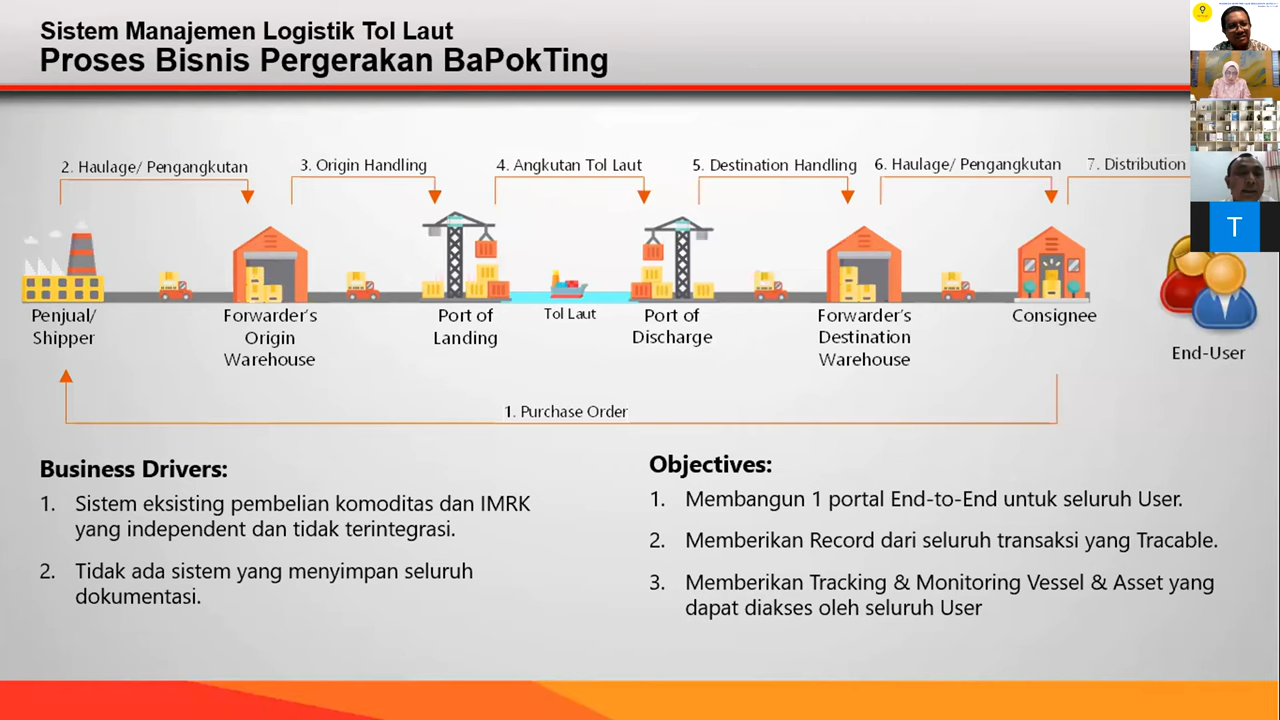 Sistem Manajemen Logistik Tol Laut
Proses Bisnis Pergerakan BaPokTing
2. Haulage/ Pengangkutan
3. Origin Handling
4. Angkutan Tol Laut
5. Destination Handling
6. Haulage/ Pengangkutan
7. Distribution
T
Penjual/
Shipper
Forwarder's
Origin
Warehouse
Port of
Landing
Tol Laut
Port of
Discharge
Forwarder's
Destination
Warehouse
Consignee
End-User
1. Purchase Order
Business Drivers:
1. Sistem eksisting pembelian komoditas dan IMRK
yang independent dan tidak terintegrasi.
2. Tidak ada sistem yang menyimpan seluruh
dokumentasi.
Objectives:
1. Membangun 1 portal End-to-End untuk seluruh User.
2. Memberikan Record dari seluruh transaksi yang Tracable.
3. Memberikan Tracking & Monitoring Vessel & Asset yang
dapat diakses oleh seluruh User